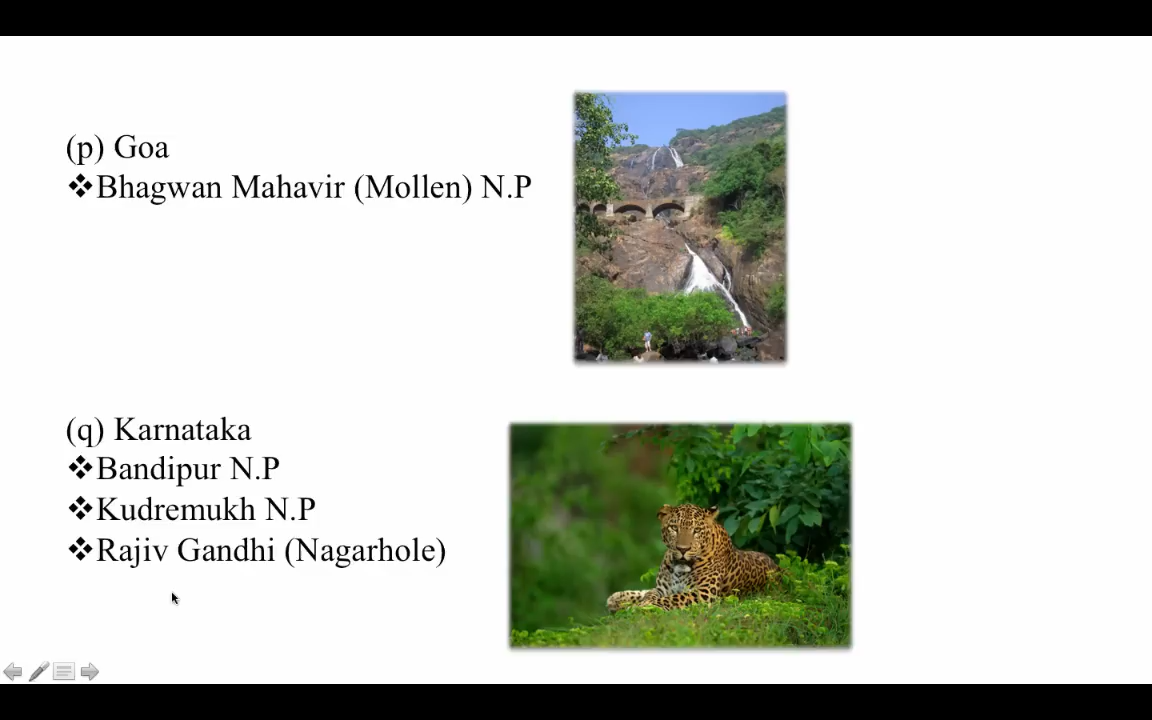 (p) Goa
❖Bhagwan Mahavir (Mollen) N.P
(q) Karnataka
❖Bandipur N.P
❖Kudremukh N.P
❖Rajiv Gandhi (Nagarhole)